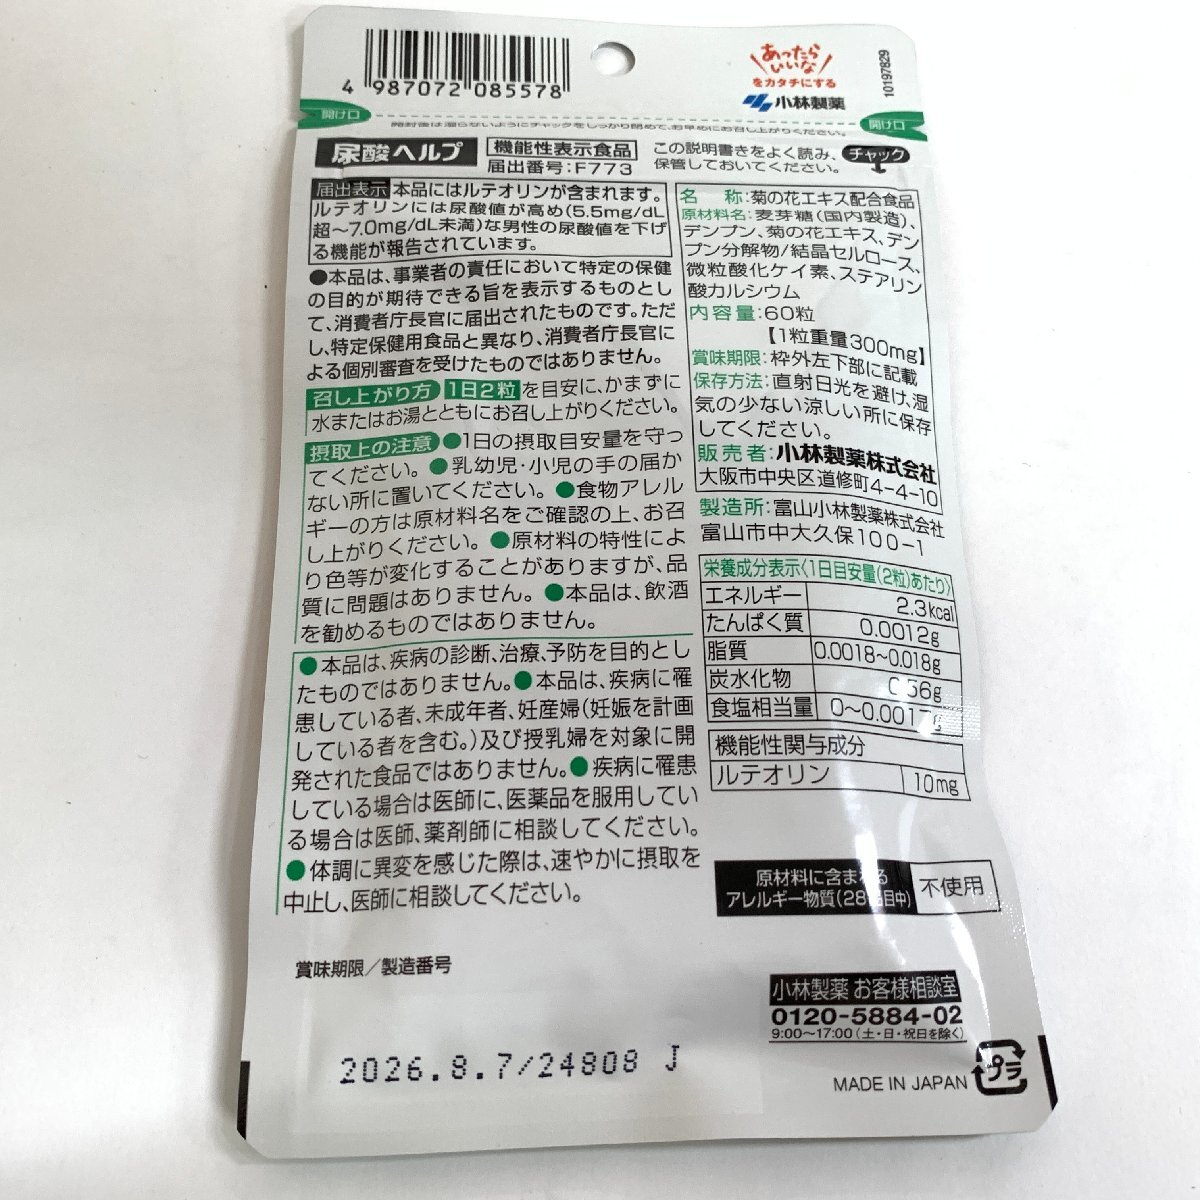 4 987072 085578
あったら
いいな
をカタチにする
小林製薬
10197829
開け口
開け口
開封後は湿らないようにチャックをしっかり閉めて、お早めにお召し上がりください。
尿酸ヘルプ
機能性表示食品
届出番号:F773
この説明書きをよく読み、
保管しておいてください。
チャック
届出表示 本品にはルテオリンが含まれます。
ルテオリンには尿酸値が高め(5.5mg/dL
超〜7.0mg/dL未満)な男性の尿酸値を下げ
る機能が報告されています。
●本品は、事業者の責任において特定の保健
の目的が期待できる旨を表示するものとし
て、消費者庁長官に届出されたものです。ただ
し、特定保健用食品と異なり、消費者庁長官に
よる個別審査を受けたものではありません。
召し上がり方 1日2粒を目安に、かまずに
水またはお湯とともにお召し上がりください。
摂取上の注意 ●1日の摂取目安量を守っ
てください。●乳幼児・小児の手の届か
ない所に置いてください。●食物アレル
ギーの方は原材料名をご確認の上、お召
し上がりください。●原材料の特性によ
り色等が変化することがありますが、品
質に問題はありません。●本品は、飲酒
を勧めるものではありません。
●本品は、疾病の診断、治療、予防を目的とし
たものではありません。●本品は、疾病に罹
患している者、未成年者、妊産婦(妊娠を計画
している者を含む。)及び授乳婦を対象に開
発された食品ではありません。●疾病に罹患
している場合は医師に、医薬品を服用してい
る場合は医師、薬剤師に相談してください。
●体調に異変を感じた際は、速やかに摂取を
中止し、医師に相談してください。
名 称:菊の花エキス配合食品
原材料名:麦芽糖(国内製造)、
デンプン、菊の花エキス、デン
プン分解物/結晶セルロース、
微粒酸化ケイ素、ステアリン
酸カルシウム
内容量:60粒
【1粒重量300mg】
賞味期限:枠外左下部に記載
保存方法:直射日光を避け、湿
気の少ない涼しい所に保存
してください。
販売者:小林製薬株式会社
大阪市中央区道修町4-4-10
製造所:富山小林製薬株式会社
富山市中大久保100-1
栄養成分表示〈1日目安量(2粒)あたり〉
エネルギー 2.3kcal
たんぱく質 0.0012g
脂質 0.0018〜0.018g
炭水化物 0.56g
食塩相当量 0〜0.0017g
機能性関与成分
ルテオリン 10mg
原材料に含まれる
アレルギー物質(28品目中) 不使用
賞味期限/製造番号
2026.8.7/24808 J
小林製薬 お客様相談室
0120-5884-02
9:00〜17:00(土・日・祝日を除く)
MADE IN JAPAN
プラ